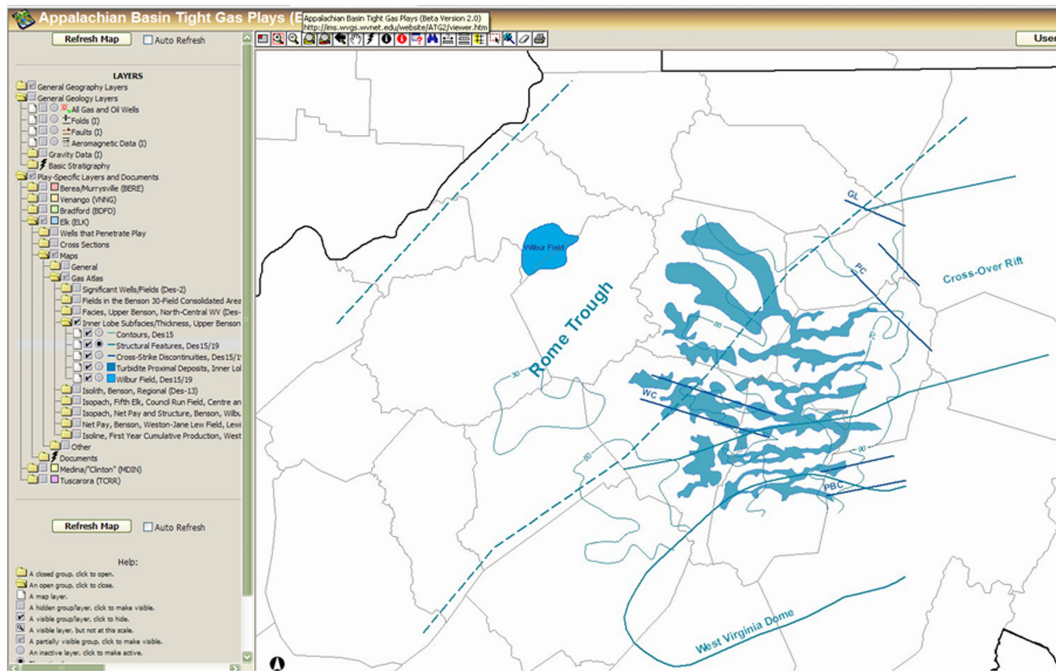 Appalachian Basin Tight Gas Plays (
Appalachian Basin Tight Gas Plays (Beta Version 2.0)
http://ims.wvgs.wvnet.edu/website/ATG2/viewer.htm
Refresh Map Auto Refresh
User
LAYERS
General Geography Layers
General Geology Layers
All Gas and Oil Wells
Folds (I)
Faults (I)
Aeromagnetic Data (I)
Gravity Data (I)
Basic Stratigraphy
Play-Specific Layers and Documents
Berea/Murrysville (BERE)
Venango (VNNG)
Bradford (BDFD)
Elk (ELK)
Wells that Penetrate Play
Cross Sections
Maps
General
Gas Atlas
Significant Wells/Fields (Des-2)
Fields in the Benson 30-Field Consolidated Area
Facies, Upper Benson, North-Central WV (Des-
Inner Lobe Subfacies/Thickness, Upper Benson
Contours, Des15
Structural Features, Des15/19
Cross-Strike Discontinuities, Des15/1
Turbidite Proximal Deposits, Inner Lo
Wilbur Field, Des15/19
Isolith, Benson, Regional (Des-13)
Isopach, Fifth Elk, Council Run Field, Centre an
Isopach, Net Pay and Structure, Benson, Wilbu
Net Pay, Benson, Weston-Jane Lew Field, Lewi
Isoline, First Year Cumulative Production, West
Other
Documents
Medina/"Clinton" (MDIN)
Tuscarora (TCRR)
Refresh Map Auto Refresh
Help:
A closed group, click to open.
An open group, click to close.
A map layer.
A hidden group/layer, click to make visible.
A visible group/layer, click to hide.
A visible layer, but not at this scale.
A partially visible group, click to make visible.
An inactive layer, click to make active.
GL
PC
Cross-Over Rift
Wilbur Field
Rome Trough
WC
PBC
West Virginia Dome
30
90